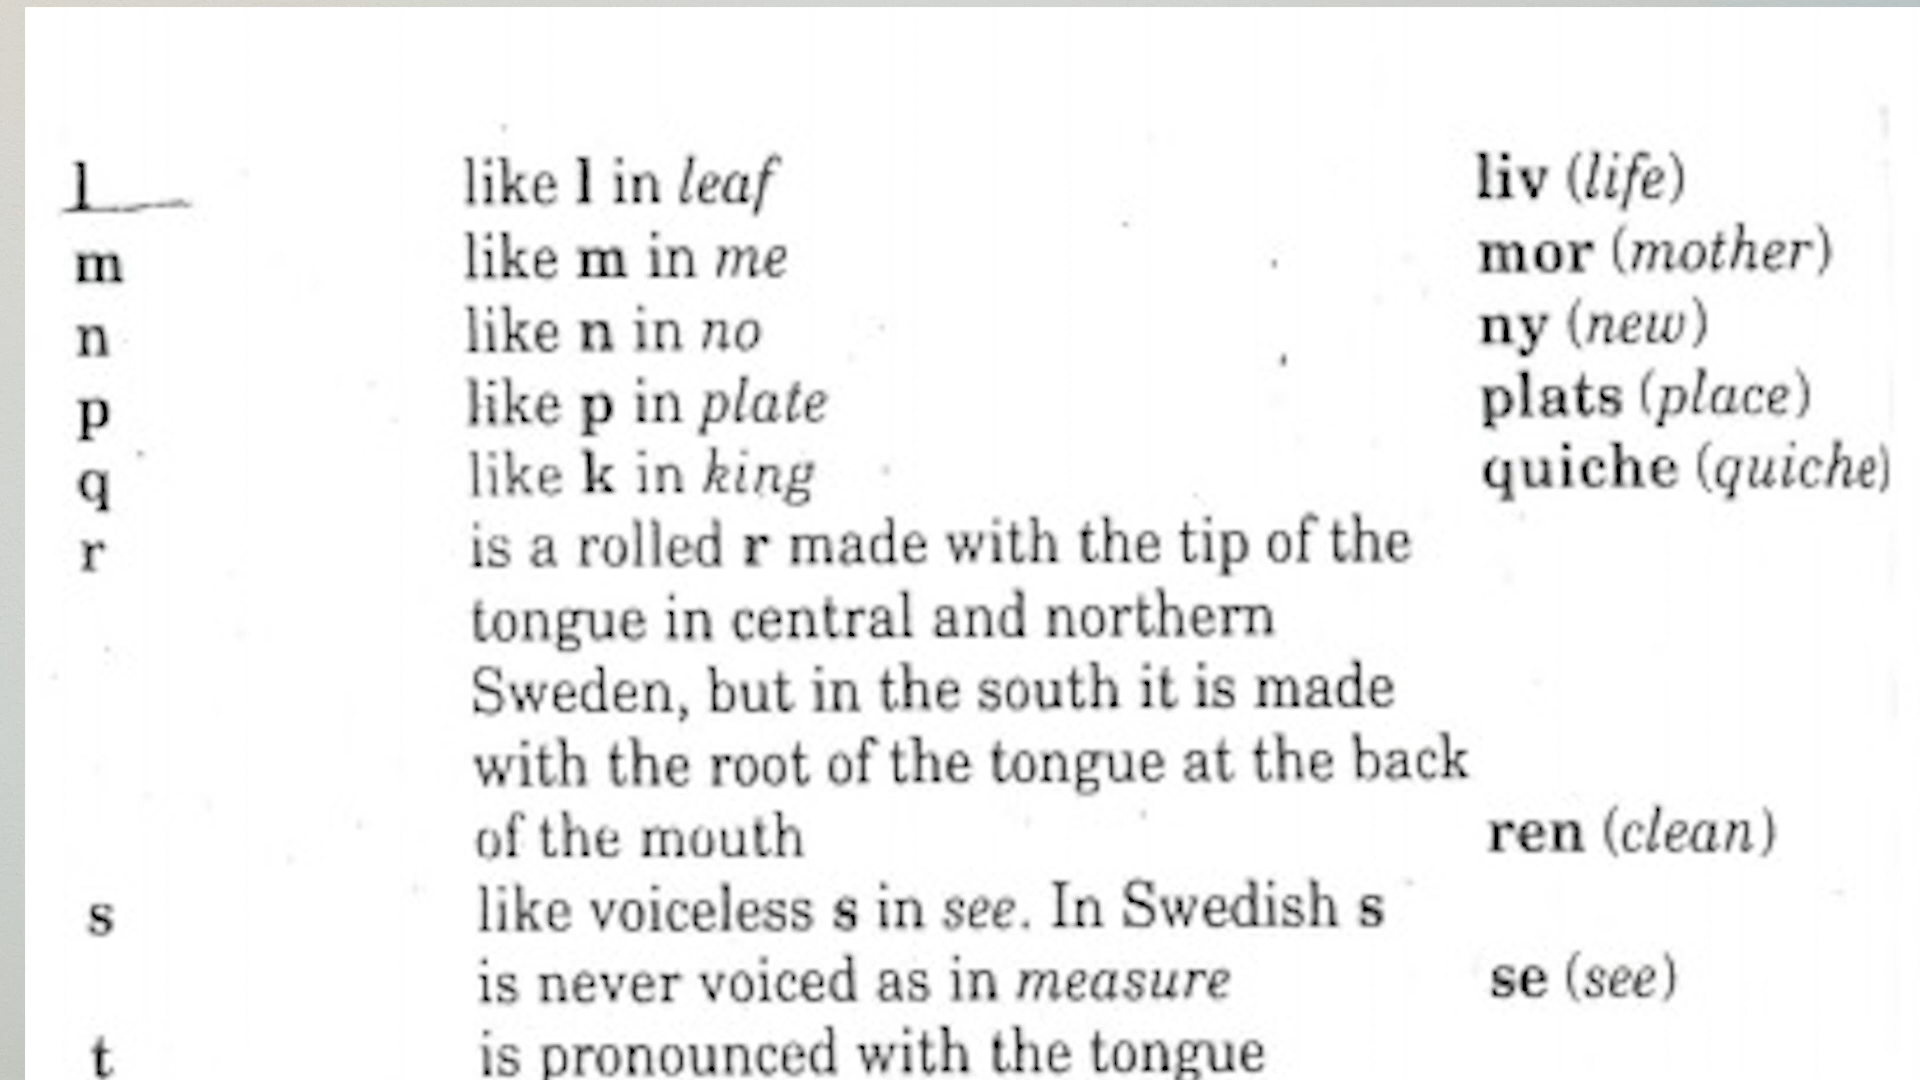 l like l in leaf liv (life)
m like m in me mor (mother)
n like n in no ny (new)
p like p in plate plats (place)
q like k in king quiche (quiche)
r is a rolled r made with the tip of the
tongue in central and northern
Sweden, but in the south it is made
with the root of the tongue at the back
of the mouth ren (clean)
s like voiceless s in see. In Swedish s
is never voiced as in measure se (see)
t is pronounced with the tongue